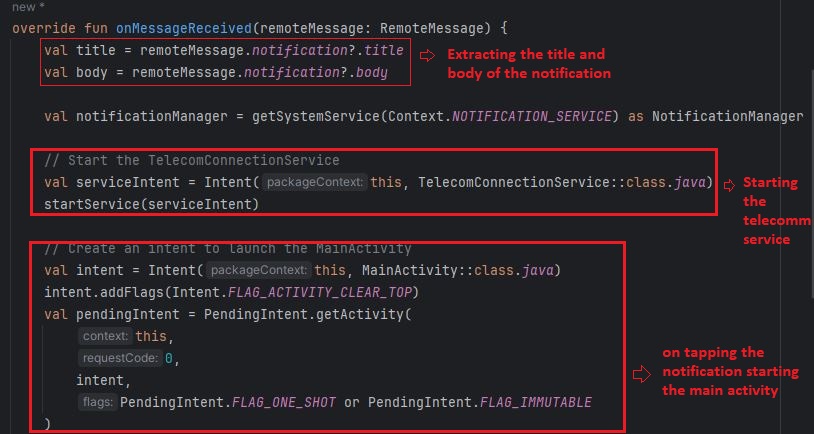 new *
override fun onMessageReceived(remoteMessage: RemoteMessage) {
val title = remoteMessage.notification?.title
val body = remoteMessage.notification?.body
Extracting the title and
body of the notification
val notificationManager = getSystemService(Context.NOTIFICATION_SERVICE) as NotificationManager
// Start the TelecomConnectionService
val serviceIntent = Intent( packageContext: this, TelecomConnectionService::class.java)
startService(serviceIntent)
Starting
the
telecomm
service
// Create an intent to launch the MainActivity
val intent = Intent( packageContext: this, MainActivity::class.java)
intent.addFlags(Intent.FLAG_ACTIVITY_CLEAR_TOP)
val pendingIntent = PendingIntent.getActivity(
context: this,
requestCode: 0,
intent,
flags: PendingIntent.FLAG_ONE_SHOT or PendingIntent.FLAG_IMMUTABLE
)
on tapping the
notification starting
the main activity